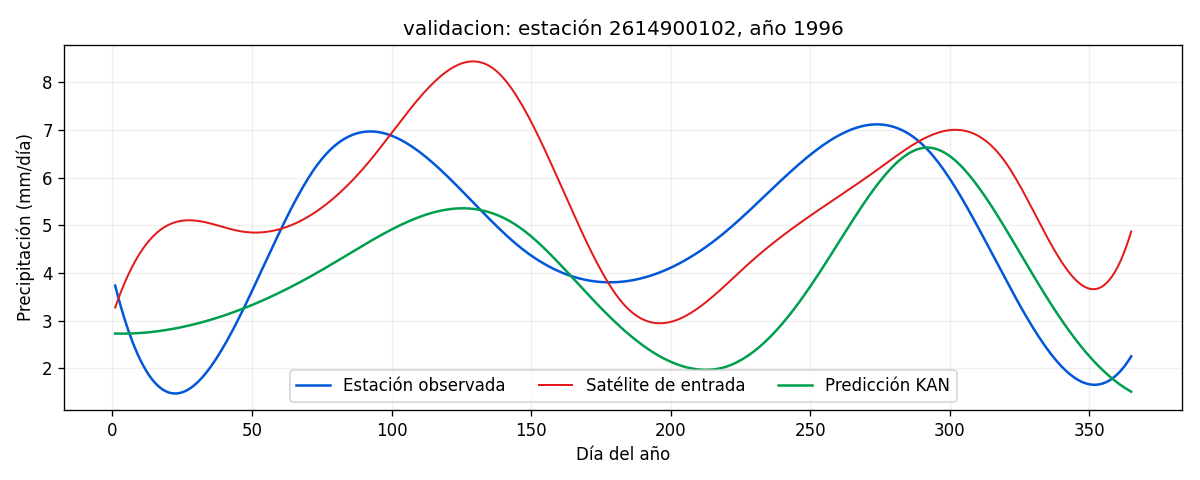 validacion: estación 2614900102, año 1996
Precipitación (mm/día)
8
7
6
5
4
3
2
0 50 100 150 200 250 300 350
Día del año
Estación observada Satélite de entrada Predicción KAN